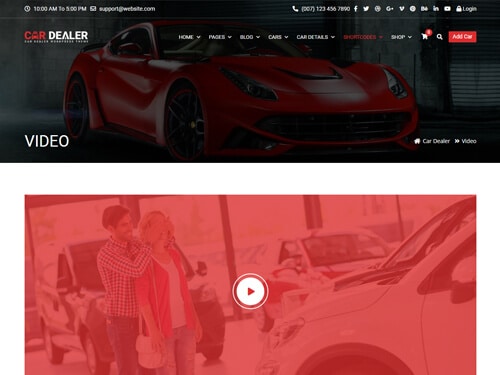 10:00 AM To 5:00 PM support@website.com (007) 123 456 7890 Login
CAR DEALER
CAR DEALER WORDPRESS THEME
HOME PAGES BLOG CARS CAR DETAILS SHORTCODES SHOP 0 Add Car
VIDEO
Car Dealer » Video